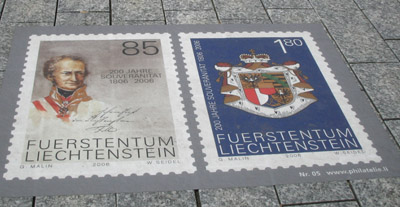 85
200 JAHRE
SOUVERÄNITÄT
1806 2006
FUERSTENTUM
LIECHTENSTEIN
G. MALIN 2006 W. SEIDEL
1.80
200 JAHRE SOUVERÄNITÄT 1806 2006
FUERSTENTUM
LIECHTENSTEIN
G. MALIN 2006 W. SEIDEL
Nr. 05 www.philatelie.li